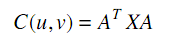 C(u,v) = A^T XA